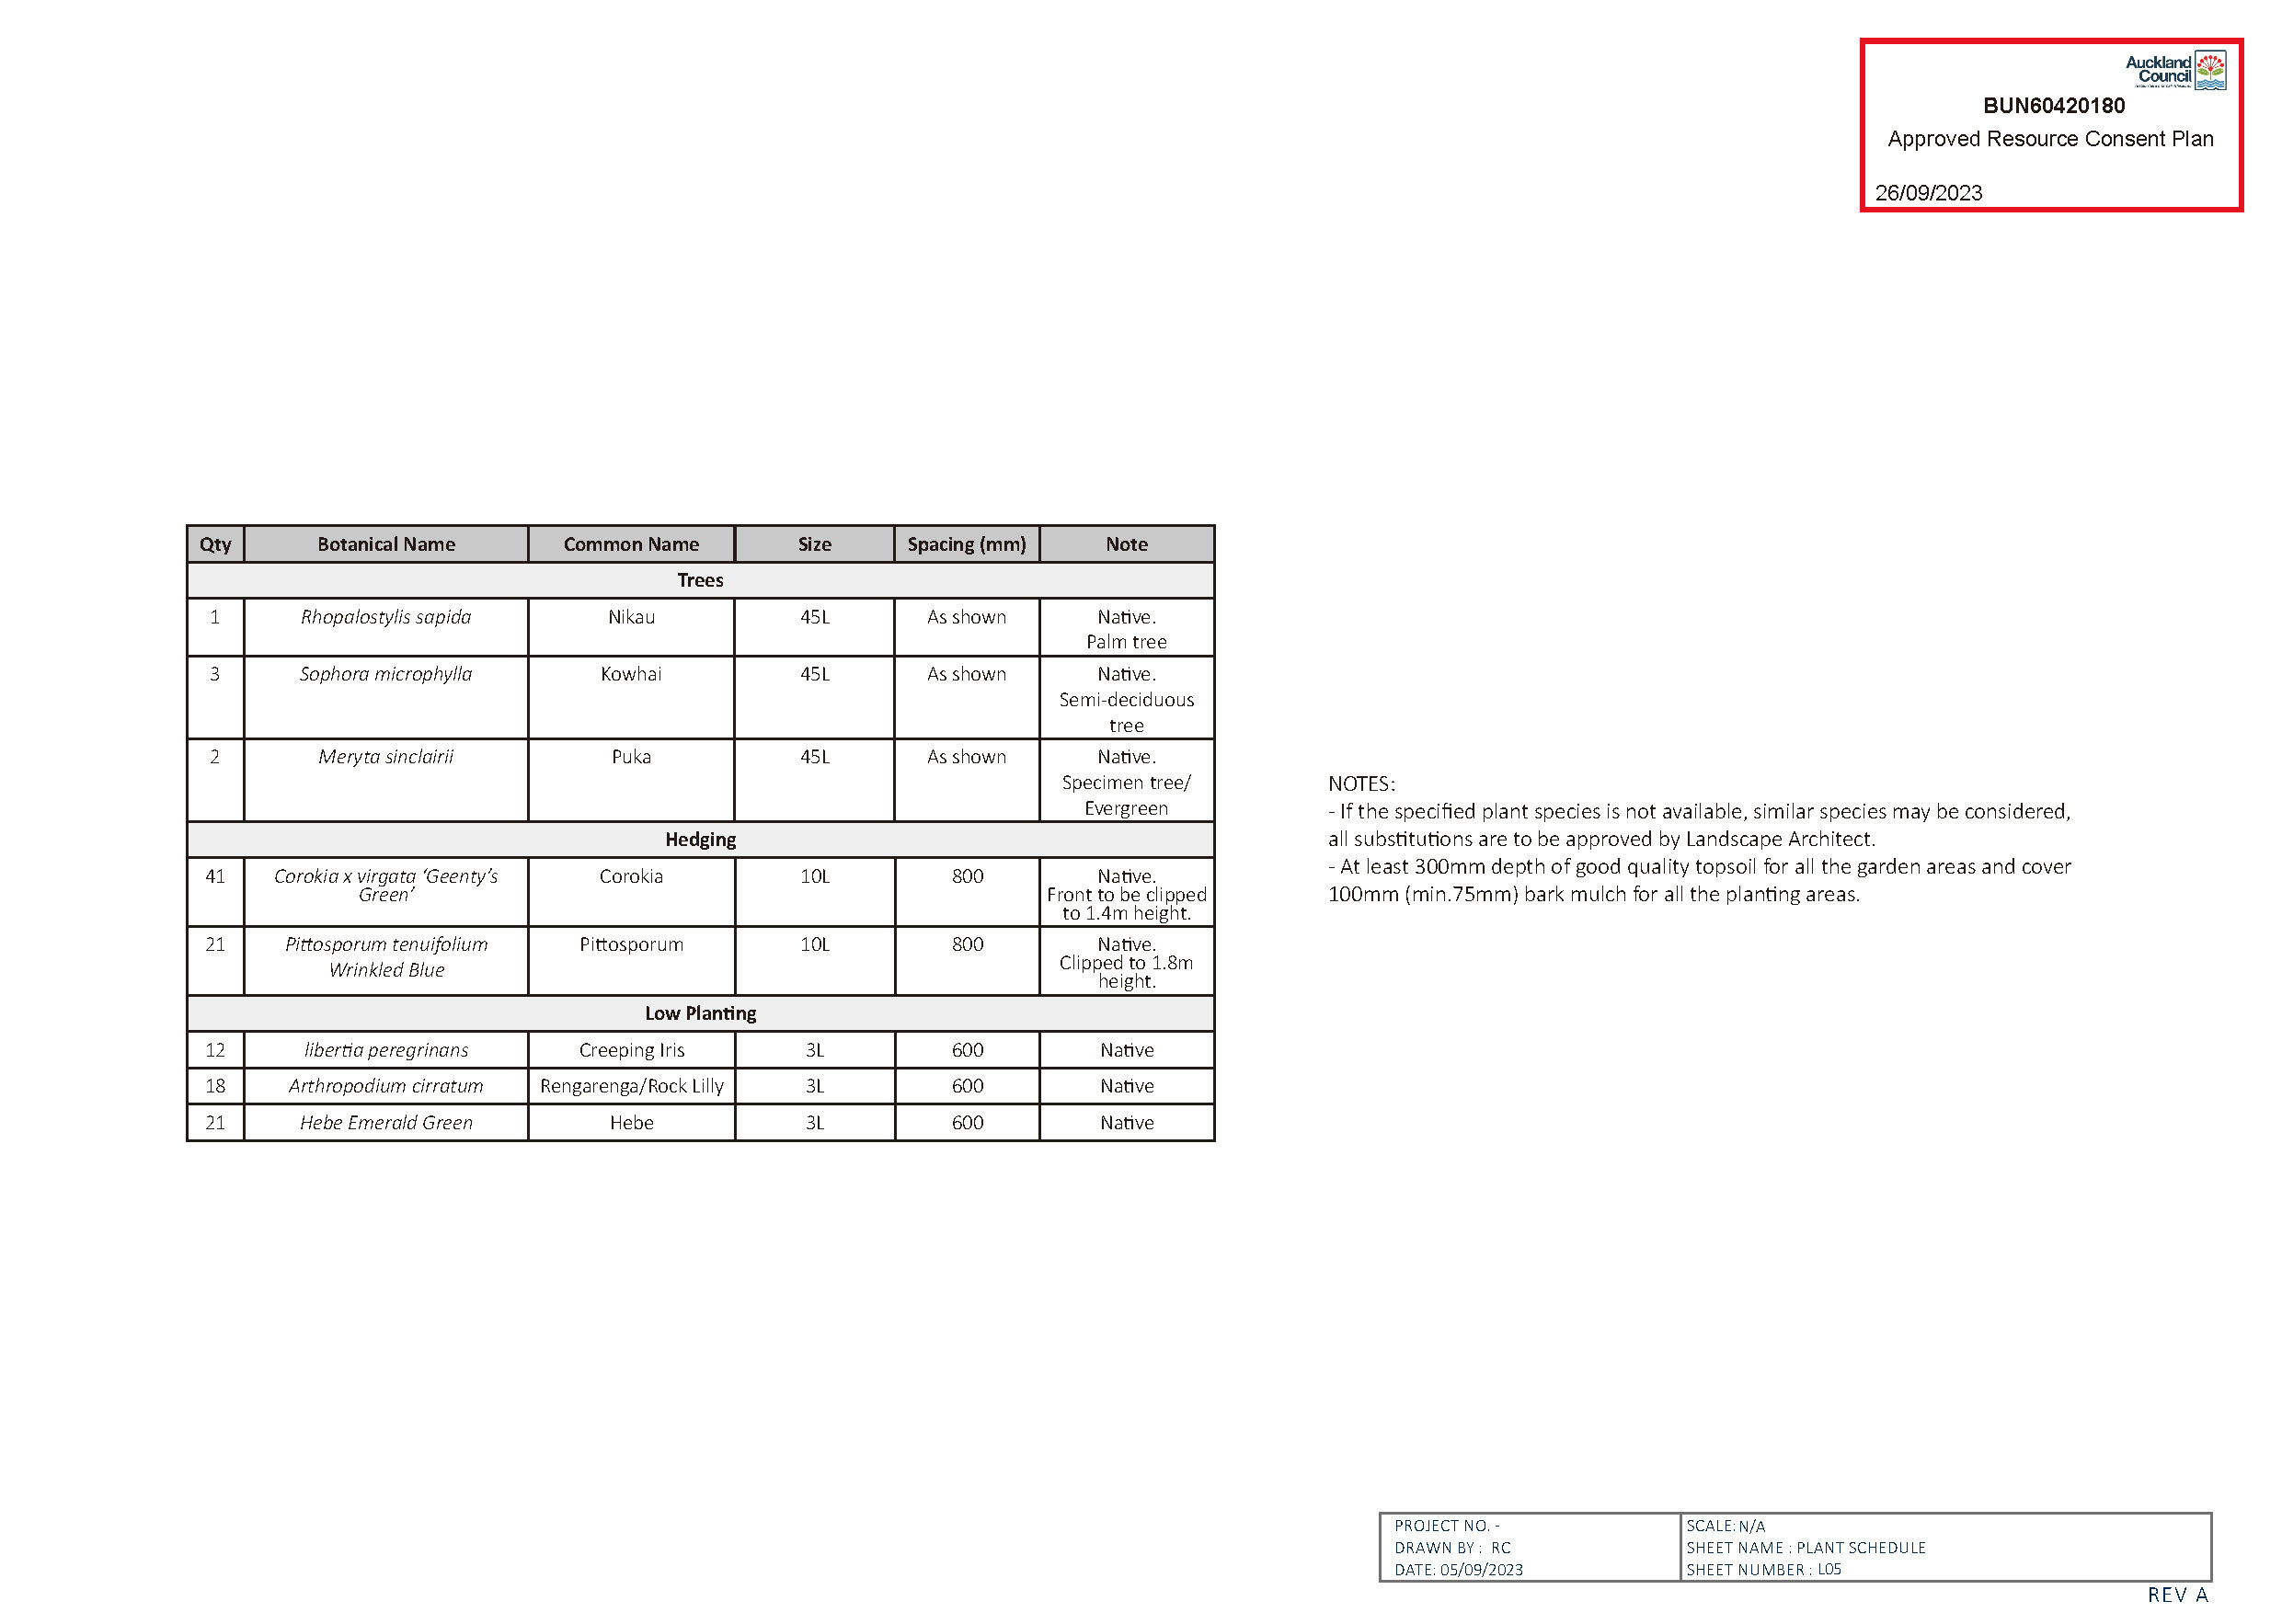 Auckland
Council
BUN60420180
Approved Resource Consent Plan
26/09/2023
Qty Botanical Name Common Name Size Spacing (mm) Note
Trees
1 Rhopalostylis sapida Nikau 45L As shown Native.
Palm tree
3 Sophora microphylla Kowhai 45L As shown Native.
Semi-deciduous
tree
2 Meryta sinclairii Puka 45L As shown Native.
Specimen tree/
Evergreen
Hedging
41 Corokia x virgata ‘Geenty’s Corokia 10L 800 Native.
Green’ Front to be clipped
to 1.4m height.
21 Pittosporum tenuifolium Pittosporum 10L 800 Native.
Wrinkled Blue Clipped to 1.8m
height.
Low Planting
12 libertia peregrinans Creeping Iris 3L 600 Native
18 Arthropodium cirratum Rengarenga/Rock Lilly 3L 600 Native
21 Hebe Emerald Green Hebe 3L 600 Native
NOTES:
- If the specified plant species is not available, similar species may be considered,
all substitutions are to be approved by Landscape Architect.
- At least 300mm depth of good quality topsoil for all the garden areas and cover
100mm (min.75mm) bark mulch for all the planting areas.
PROJECT NO. -
DRAWN BY : RC
DATE: 05/09/2023
SCALE: N/A
SHEET NAME : PLANT SCHEDULE
SHEET NUMBER : L05
REV A